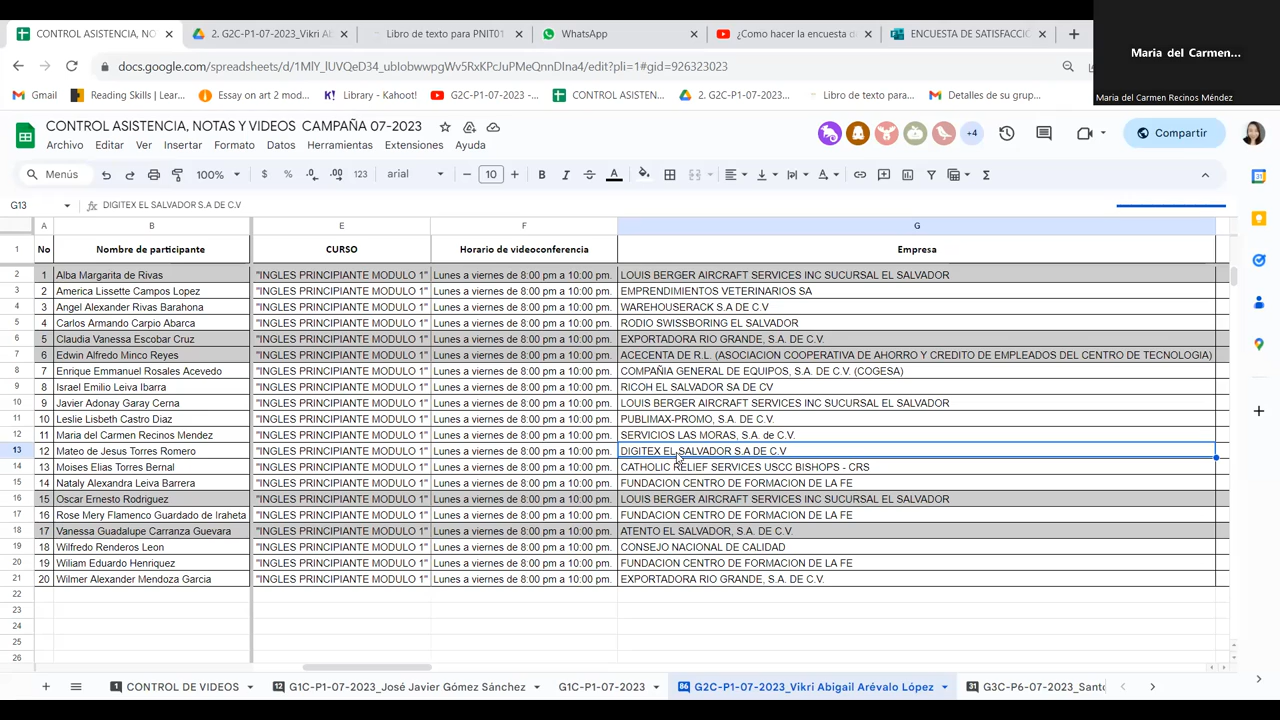 CONTROL ASISTENCIA, NO
2. G2C-P1-07-2023_Vikri Al
Libro de texto para PNIT01
WhatsApp
¿Como hacer la encuesta d
ENCUESTA DE SATISFACCI
docs.google.com/spreadsheets/d/1MlY_lUVQeD34_ublobwwpgWv5RxKPcJuPMeQnnDIna4/edit?pli=1#gid=926323023
Maria del Carmen...
Maria del Carmen Recinos Méndez
Gmail
Reading Skills | Lear...
Essay on art 2 mod...
Library - Kahoot!
G2C-P1-07-2023 -...
CONTROL ASISTEN...
2. G2C-P1-07-2023...
Libro de texto para...
Detalles de su grup...
CONTROL ASISTENCIA, NOTAS Y VIDEOS CAMPAÑA 07-2023
+4
Compartir
Archivo Editar Ver Insertar Formato Datos Herramientas Extensiones Ayuda
Menús 100% $ % .0 .00 123 arial 10 B I S A
G13 fx DIGITEX EL SALVADOR S.A DE C.V
A B E F G
1 No Nombre de participante CURSO Horario de videoconferencia Empresa
2 1 Alba Margarita de Rivas "INGLES PRINCIPIANTE MODULO 1" Lunes a viernes de 8:00 pm a 10:00 pm. LOUIS BERGER AIRCRAFT SERVICES INC SUCURSAL EL SALVADOR
3 2 America Lissette Campos Lopez "INGLES PRINCIPIANTE MODULO 1" Lunes a viernes de 8:00 pm a 10:00 pm. EMPRENDIMIENTOS VETERINARIOS SA
4 3 Angel Alexander Rivas Barahona "INGLES PRINCIPIANTE MODULO 1" Lunes a viernes de 8:00 pm a 10:00 pm. WAREHOUSERACK S.A DE C.V
5 4 Carlos Armando Carpio Abarca "INGLES PRINCIPIANTE MODULO 1" Lunes a viernes de 8:00 pm a 10:00 pm. RODIO SWISSBORING EL SALVADOR
6 5 Claudia Vanessa Escobar Cruz "INGLES PRINCIPIANTE MODULO 1" Lunes a viernes de 8:00 pm a 10:00 pm. EXPORTADORA RIO GRANDE, S.A. DE C.V.
7 6 Edwin Alfredo Minco Reyes "INGLES PRINCIPIANTE MODULO 1" Lunes a viernes de 8:00 pm a 10:00 pm. ACECENTA DE R.L. (ASOCIACION COOPERATIVA DE AHORRO Y CREDITO DE EMPLEADOS DEL CENTRO DE TECNOLOGIA)
8 7 Enrique Emmanuel Rosales Acevedo "INGLES PRINCIPIANTE MODULO 1" Lunes a viernes de 8:00 pm a 10:00 pm. COMPAÑIA GENERAL DE EQUIPOS, S.A. DE C.V. (COGESA)
9 8 Israel Emilio Leiva Ibarra "INGLES PRINCIPIANTE MODULO 1" Lunes a viernes de 8:00 pm a 10:00 pm. RICOH EL SALVADOR SA DE CV
10 9 Javier Adonay Garay Cerna "INGLES PRINCIPIANTE MODULO 1" Lunes a viernes de 8:00 pm a 10:00 pm. LOUIS BERGER AIRCRAFT SERVICES INC SUCURSAL EL SALVADOR
11 10 Leslie Lisbeth Castro Diaz "INGLES PRINCIPIANTE MODULO 1" Lunes a viernes de 8:00 pm a 10:00 pm. PUBLIMAX-PROMO, S.A. DE C.V.
12 11 Maria del Carmen Recinos Mendez "INGLES PRINCIPIANTE MODULO 1" Lunes a viernes de 8:00 pm a 10:00 pm. SERVICIOS LAS MORAS, S.A. de C.V.
13 12 Mateo de Jesus Torres Romero "INGLES PRINCIPIANTE MODULO 1" Lunes a viernes de 8:00 pm a 10:00 pm. DIGITEX EL SALVADOR S.A DE C.V
14 13 Moises Elias Torres Bernal "INGLES PRINCIPIANTE MODULO 1" Lunes a viernes de 8:00 pm a 10:00 pm. CATHOLIC RELIEF SERVICES USCC BISHOPS - CRS
15 14 Nataly Alexandra Leiva Barrera "INGLES PRINCIPIANTE MODULO 1" Lunes a viernes de 8:00 pm a 10:00 pm. FUNDACION CENTRO DE FORMACION DE LA FE
16 15 Oscar Ernesto Rodriguez "INGLES PRINCIPIANTE MODULO 1" Lunes a viernes de 8:00 pm a 10:00 pm. LOUIS BERGER AIRCRAFT SERVICES INC SUCURSAL EL SALVADOR
17 16 Rose Mery Flamenco Guardado de Iraheta "INGLES PRINCIPIANTE MODULO 1" Lunes a viernes de 8:00 pm a 10:00 pm. FUNDACION CENTRO DE FORMACION DE LA FE
18 17 Vanessa Guadalupe Carranza Guevara "INGLES PRINCIPIANTE MODULO 1" Lunes a viernes de 8:00 pm a 10:00 pm. ATENTO EL SALVADOR, S.A. DE C.V.
19 18 Wilfredo Renderos Leon "INGLES PRINCIPIANTE MODULO 1" Lunes a viernes de 8:00 pm a 10:00 pm. CONSEJO NACIONAL DE CALIDAD
20 19 Wiliam Eduardo Henriquez "INGLES PRINCIPIANTE MODULO 1" Lunes a viernes de 8:00 pm a 10:00 pm. FUNDACION CENTRO DE FORMACION DE LA FE
21 20 Wilmer Alexander Mendoza Garcia "INGLES PRINCIPIANTE MODULO 1" Lunes a viernes de 8:00 pm a 10:00 pm. EXPORTADORA RIO GRANDE, S.A. DE C.V.
22
23
24
25
26
1 CONTROL DE VIDEOS
12 G1C-P1-07-2023_José Javier Gómez Sánchez
G1C-P1-07-2023
86 G2C-P1-07-2023_Vikri Abigail Arévalo López
31 G3C-P6-07-2023_Santo